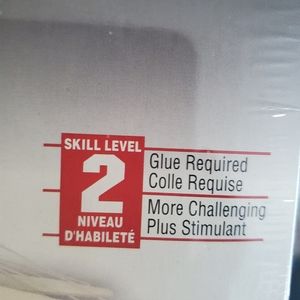 SKILL LEVEL
2
NIVEAU
D'HABILETÉ
Glue Required
Colle Requise
More Challenging
Plus Stimulant